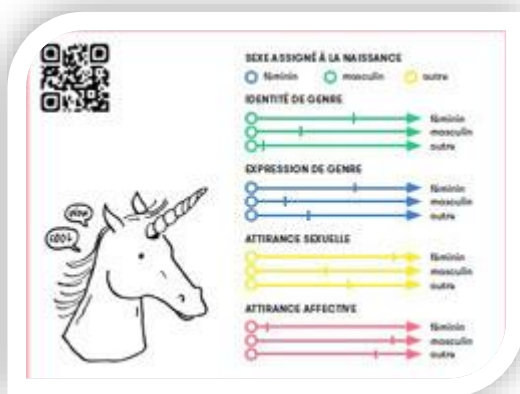 SEXE ASSIGNÉ À LA NAISSANCE
féminin masculin autre
IDENTITÉ DE GENRE
féminin
masculin
autre
EXPRESSION DE GENRE
féminin
masculin
autre
ATTIRANCE SEXUELLE
féminin
masculin
autre
ATTIRANCE AFFECTIVE
féminin
masculin
autre
COOL